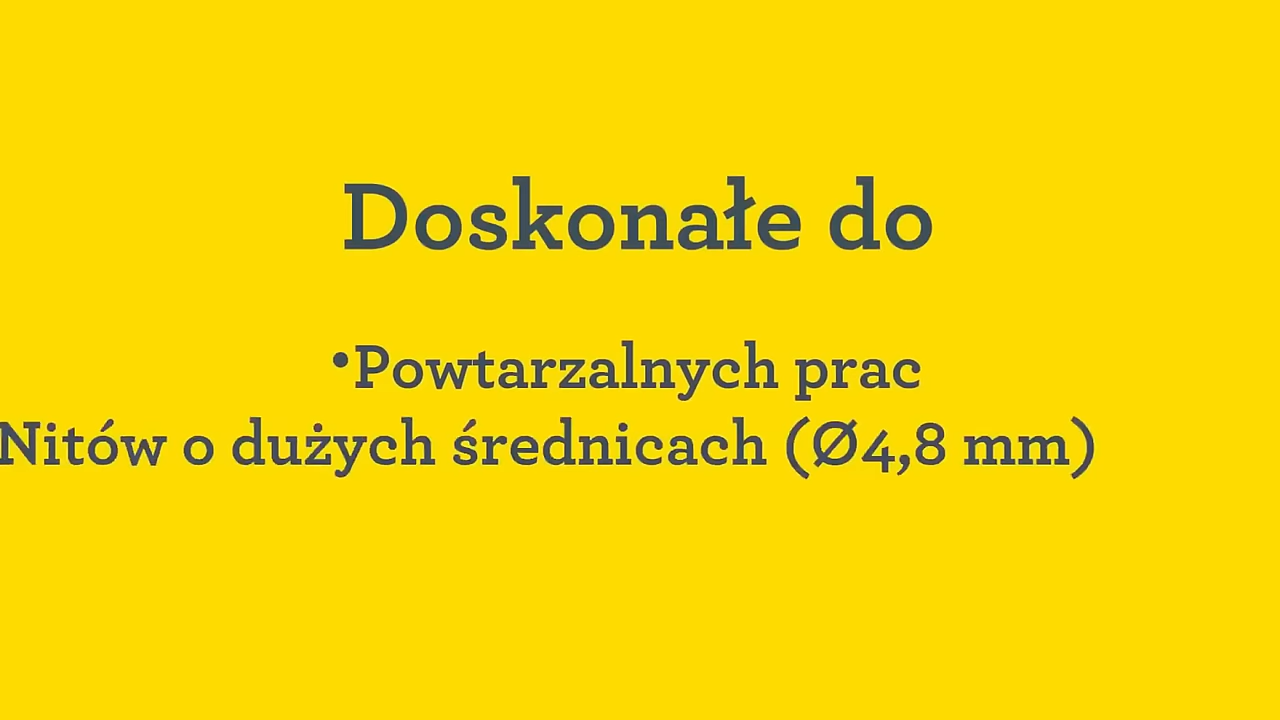 Doskonałe do
•Powtarzalnych prac
Nitów o dużych średnicach (Ø4,8 mm)